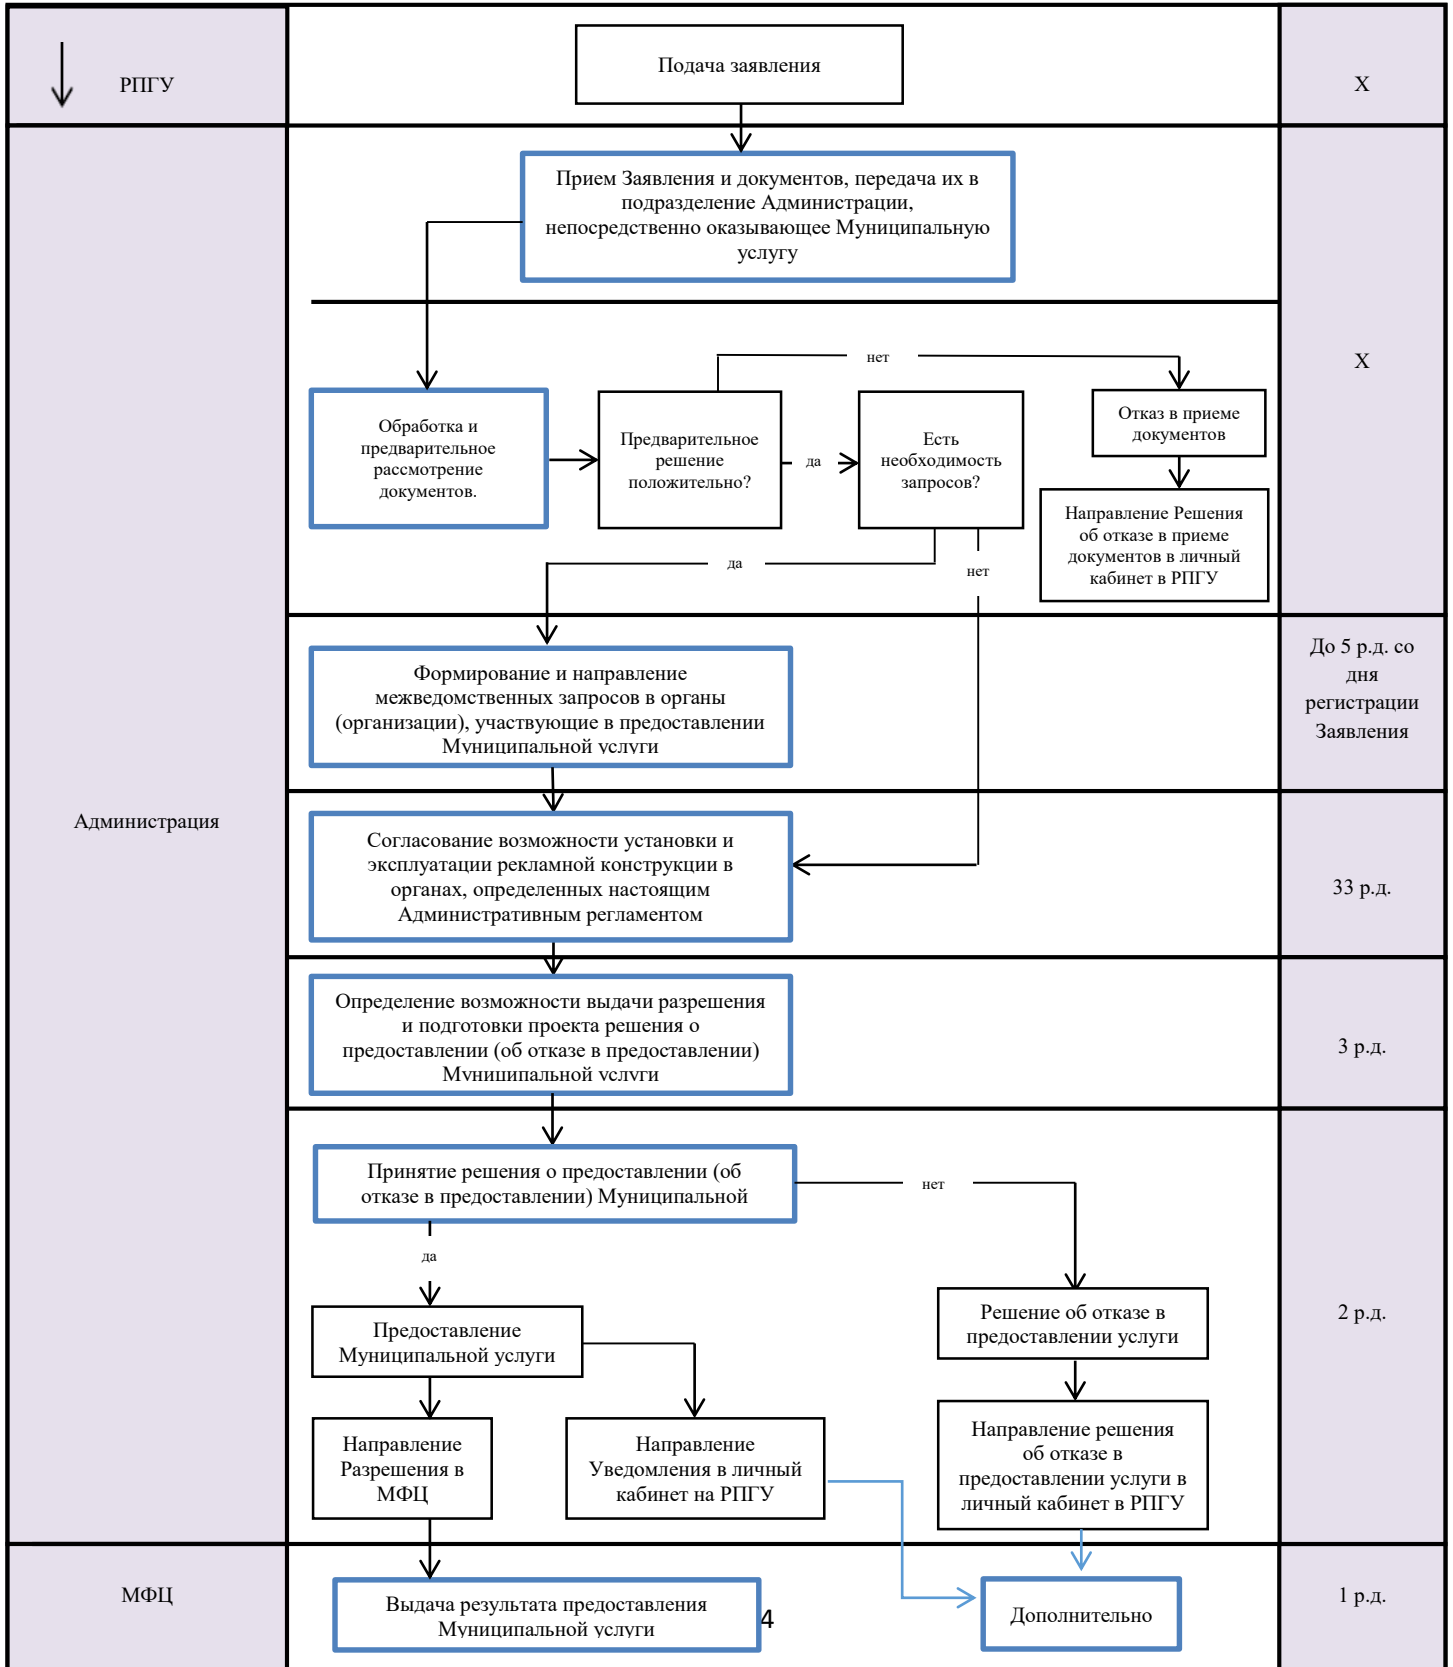 РПГУ
Подача заявления
X
Прием Заявления и документов, передача их в
подразделение Администрации,
непосредственно оказывающее Муниципальную
услугу
нет
X
Обработка и
предварительное
рассмотрение
документов.
Предварительное
решение
положительно?
да
Есть
необходимость
запросов?
Отказ в приеме
документов
Направление Решения
об отказе в приеме
документов в личный
кабинет в РПГУ
да
нет
Формирование и направление
межведомственных запросов в органы
(организации), участвующие в предоставлении
Муниципальной услуги
До 5 р.д. со
дня
регистрации
Заявления
Администрация
Согласование возможности установки и
эксплуатации рекламной конструкции в
органах, определенных настоящим
Административным регламентом
33 р.д.
Определение возможности выдачи разрешения
и подготовки проекта решения о
предоставлении (об отказе в предоставлении)
Муниципальной услуги
3 р.д.
Принятие решения о предоставлении (об
отказе в предоставлении) Муниципальной
нет
да
Предоставление
Муниципальной услуги
Решение об отказе в
предоставлении услуги
2 р.д.
Направление
Разрешения в
МФЦ
Направление
Уведомления в личный
кабинет на РПГУ
Направление решения
об отказе в
предоставлении услуги в
личный кабинет в РПГУ
МФЦ
Выдача результата предоставления
Муниципальной услуги
4
Дополнительно
1 р.д.